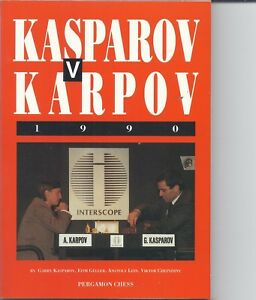 KASPAROV
V
KARPOV
1990
i
INTERSCOPE
A. KARPOV
G. KASPAROV
BY GARRY KASPAROV, EFIM GELLER, ANATOLY LEIN, VIKTOR CHEPIZHNY
PERGAMON CHESS